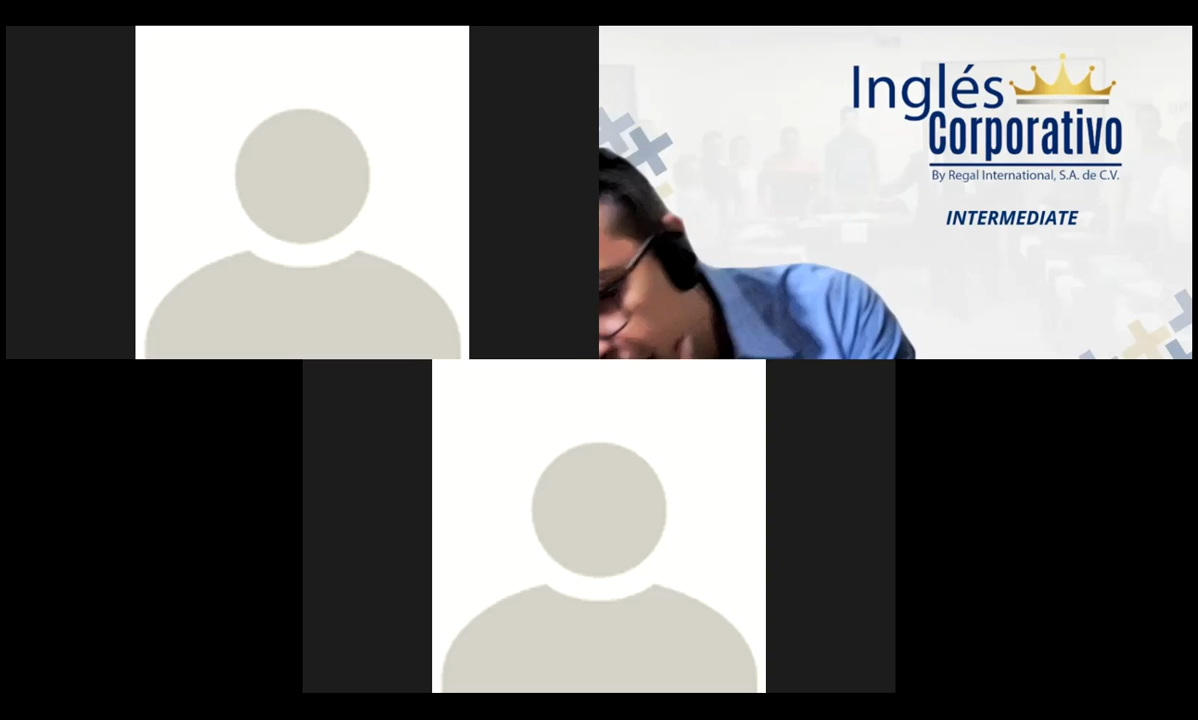 Inglés
Corporativo
By Regal International, S.A. de C.V.
INTERMEDIATE